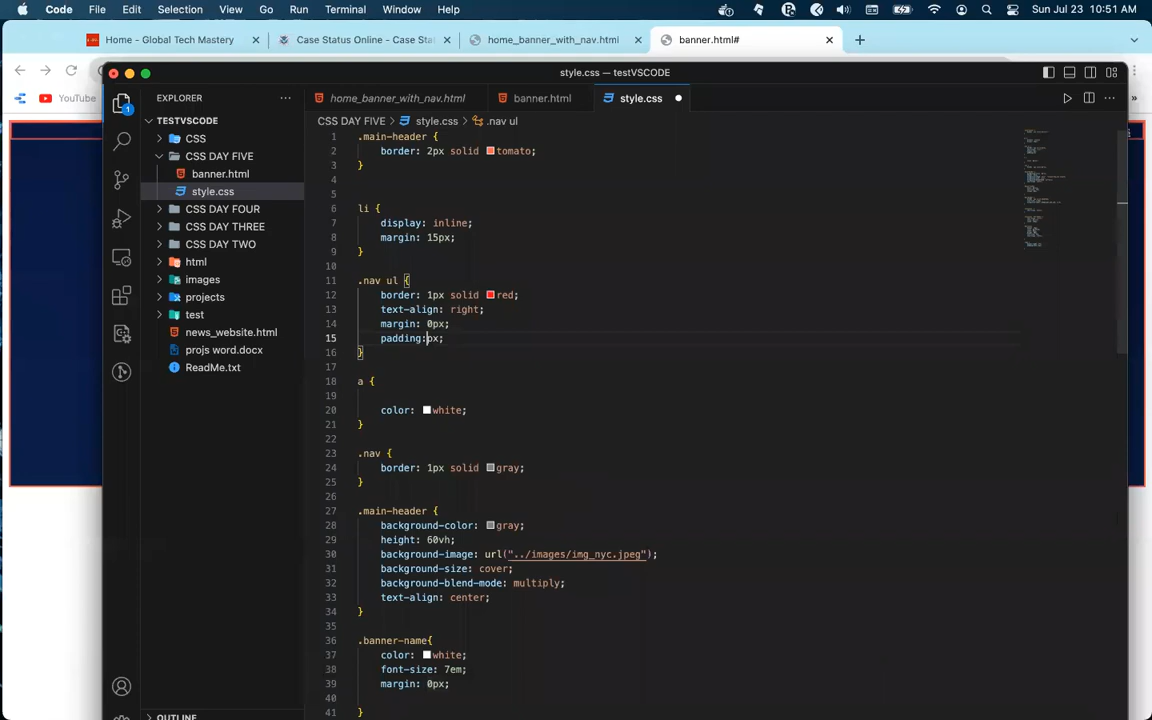 Code File Edit Selection View Go Run Terminal Window Help Sun Jul 23 10:51 AM
Home - Global Tech Mastery Case Status Online - Case Sta home_banner_with_nav.html banner.html#
style.css — testVSCODE
YouTube
EXPLORER
home_banner_with_nav.html banner.html style.css
TESTVSCODE
CSS DAY FIVE > style.css > .nav ul
CSS
CSS DAY FIVE
banner.html
style.css
CSS DAY FOUR
CSS DAY THREE
CSS DAY TWO
html
images
projects
test
news_website.html
projs word.docx
ReadMe.txt
OUTLINE
1
1 .main-header {
2 border: 2px solid tomato;
3 }
4
5
6 li {
7 display: inline;
8 margin: 15px;
9 }
10
11 .nav ul {
12 border: 1px solid red;
13 text-align: right;
14 margin: 0px;
15 padding:px;
16 }
17
18 a {
19
20 color: white;
21 }
22
23 .nav {
24 border: 1px solid gray;
25 }
26
27 .main-header {
28 background-color: gray;
29 height: 60vh;
30 background-image: url("../images/img_nyc.jpeg");
31 background-size: cover;
32 background-blend-mode: multiply;
33 text-align: center;
34 }
35
36 .banner-name{
37 color: white;
38 font-size: 7em;
39 margin: 0px;
40
41 }